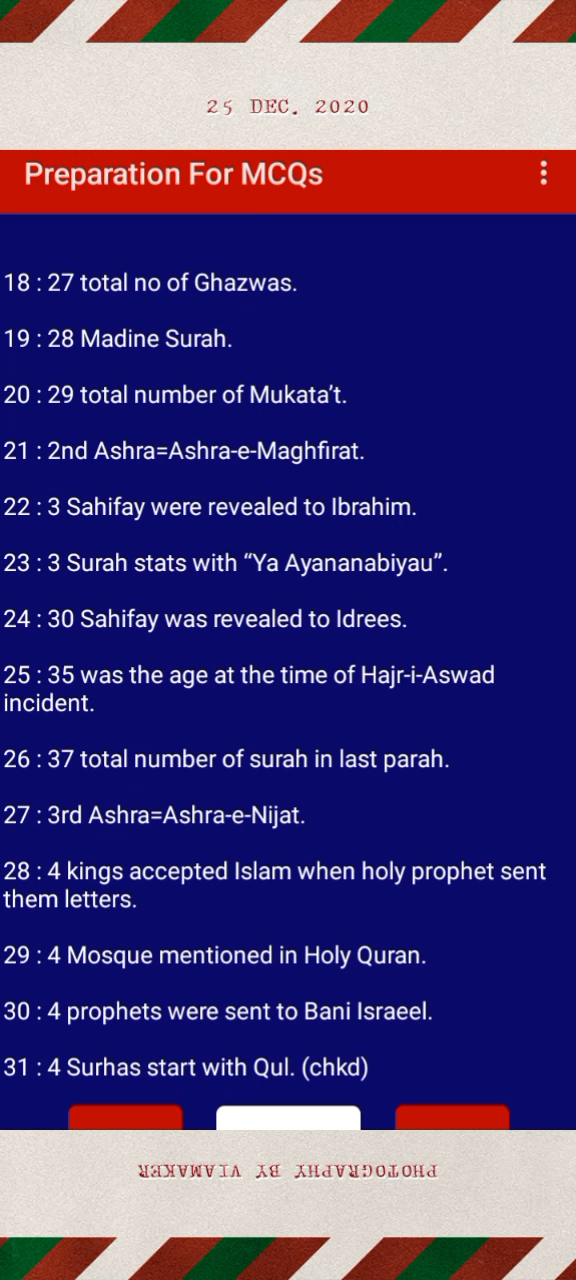 25 DEC. 2020
Preparation For MCQs
18 : 27 total no of Ghazwas.
19 : 28 Madine Surah.
20 : 29 total number of Mukata’t.
21 : 2nd Ashra=Ashra-e-Maghfirat.
22 : 3 Sahifay were revealed to Ibrahim.
23 : 3 Surah stats with “Ya Ayananabiyau”.
24 : 30 Sahifay was revealed to Idrees.
25 : 35 was the age at the time of Hajr-i-Aswad
incident.
26 : 37 total number of surah in last parah.
27 : 3rd Ashra=Ashra-e-Nijat.
28 : 4 kings accepted Islam when holy prophet sent
them letters.
29 : 4 Mosque mentioned in Holy Quran.
30 : 4 prophets were sent to Bani Israeel.
31 : 4 Surhas start with Qul. (chkd)
PHOTOGRAPHY BY VIAMAKER